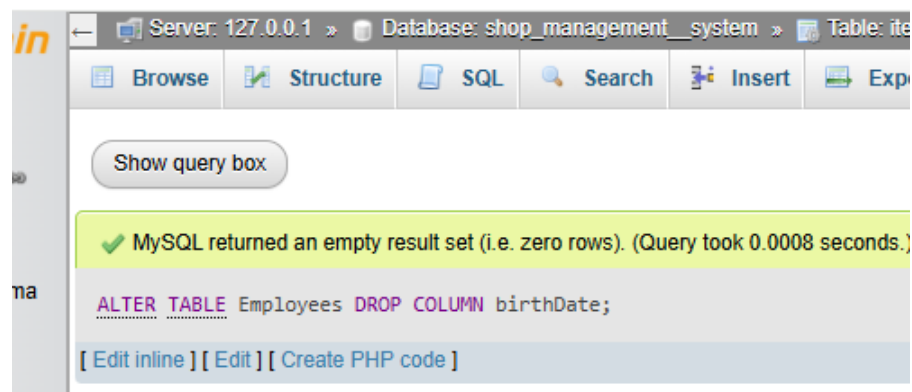 in
Server: 127.0.0.1 » Database: shop_management__system » Table: ite
Browse Structure SQL Search Insert Expo
Show query box
MySQL returned an empty result set (i.e. zero rows). (Query took 0.0008 seconds.)
ma
ALTER TABLE Employees DROP COLUMN birthDate;
[ Edit inline ] [ Edit ] [ Create PHP code ]